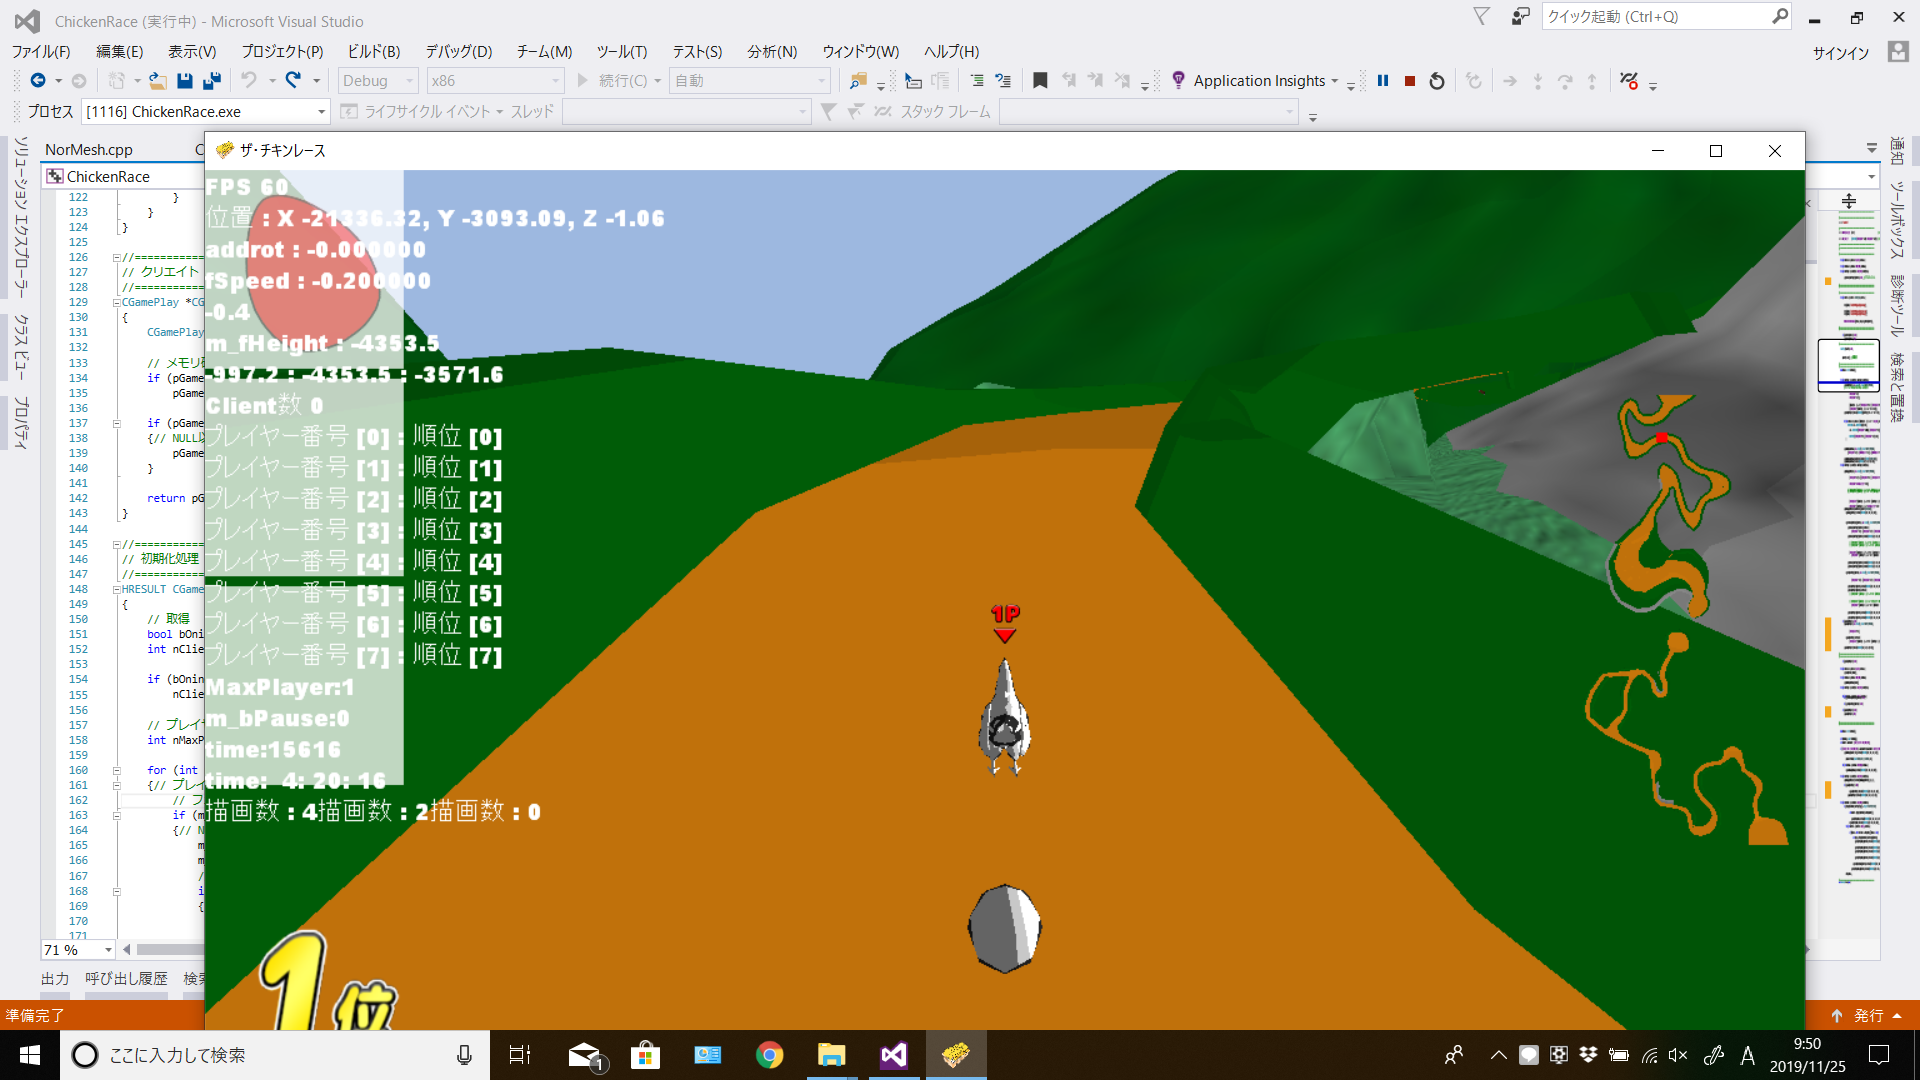 ChickenRace (実行中) - Microsoft Visual Studio
クイック起動 (Ctrl+Q)
ファイル(F) 編集(E) 表示(V) プロジェクト(P) ビルド(B) デバッグ(D) チーム(M) ツール(T) テスト(S) 分析(N) ウィンドウ(W) ヘルプ(H)
サインイン
Debug x86 続行(C) 自動 Application Insights
プロセス [1116] ChickenRace.exe ライフサイクル イベント スレッド スタック フレーム
ソリューション エクスプローラー
クラス ビュー
プロパティ
通知
ツールボックス
診断ツール
検索と置換
NorMesh.cpp C
ChickenRace
ザ・チキンレース
122 }
123 }
124 }
125
126 //============
127 // クリエイト
128 //============
129 CGamePlay *CG
130 {
131 CGamePlay
132
133 // メモリ
134 if (pGame
135 pGame
136
137 if (pGame
138 {// NULL以
139 pGame
140 }
141
142 return pG
143 }
144
145 //============
146 // 初期化処理
147 //============
148 HRESULT CGame
149 {
150 // 取得
151 bool bOni
152 int nClie
153
154 if (bOnin
155 nClie
156
157 // プレイヤ
158 int nMaxP
159
160 for (int
161 {// プレイ
162 // フ
163 if (m
164 {// N
165 m
166 m
167 /
168 i
169 {
170
171
FPS 60
位置 : X -21336.32, Y -3093.09, Z -1.06
addrot : -0.000000
fSpeed : -0.200000
-0.4
m_fHeight : -4353.5
-997.2 : -4353.5 : -3571.6
Client数 0
プレイヤー番号 [0] : 順位 [0]
プレイヤー番号 [1] : 順位 [1]
プレイヤー番号 [2] : 順位 [2]
プレイヤー番号 [3] : 順位 [3]
プレイヤー番号 [4] : 順位 [4]
プレイヤー番号 [5] : 順位 [5]
プレイヤー番号 [6] : 順位 [6]
プレイヤー番号 [7] : 順位 [7]
MaxPlayer:1
m_bPause:0
time:15616
time: 4: 20: 16
描画数 : 4描画数 : 2描画数 : 0
1P
1位
71 %
出力 呼び出し履歴 検索
準備完了
発行
ここに入力して検索
1
A
9:50
2019/11/25